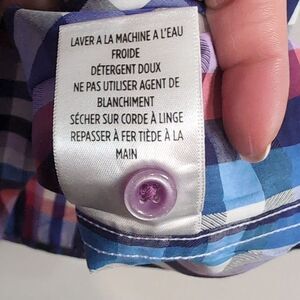 LAVER A LA MACHINE A L'EAU
FROIDE
DÉTERGENT DOUX
NE PAS UTILISER AGENT DE
BLANCHIMENT
SÉCHER SUR CORDE À LINGE
REPASSER À FER TIÈDE À LA
MAIN